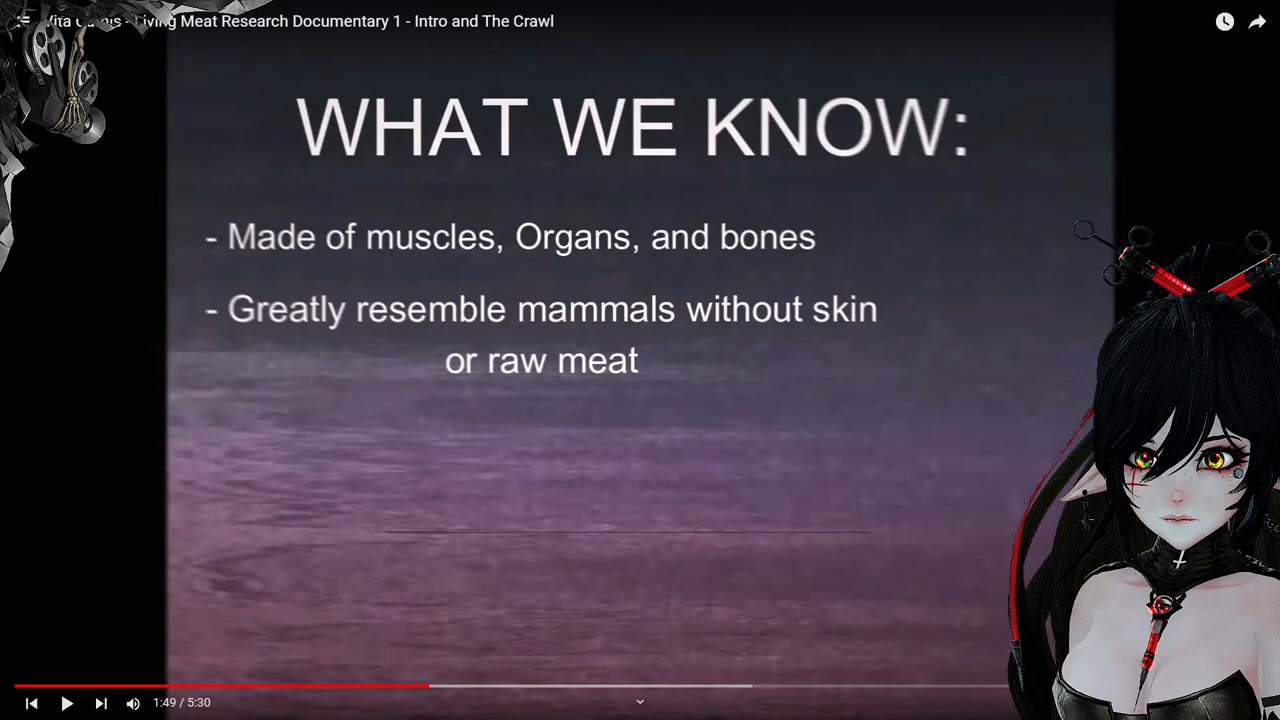 Living Meat Research Documentary 1 - Intro and The Crawl
WHAT WE KNOW:
- Made of muscles, Organs, and bones
- Greatly resemble mammals without skin
or raw meat
1:49 / 5:30